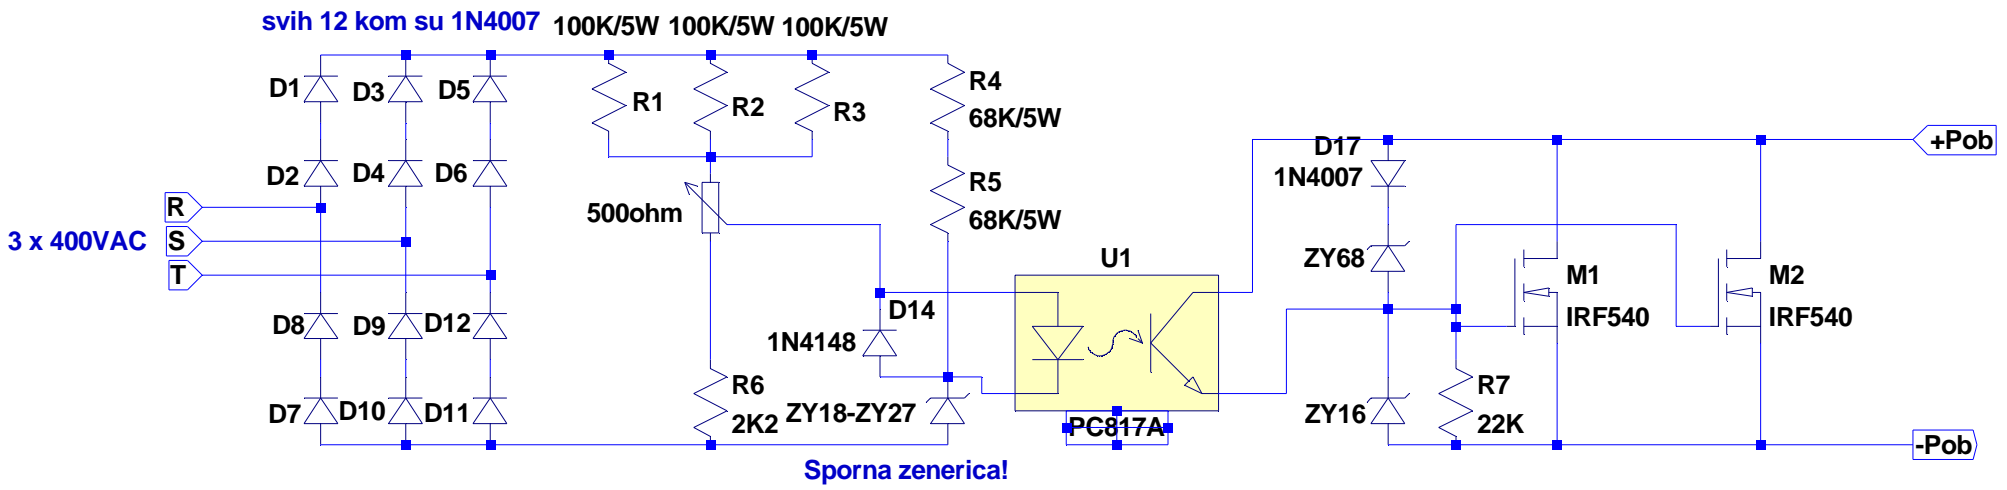 svih 12 kom su 1N4007
100K/5W 100K/5W 100K/5W
D1
D3
D5
R1
R2
R3
R4
68K/5W
D2
D4
D6
R5
68K/5W
D17
1N4007
+Pob
R
3 x 400VAC
S
T
500ohm
U1
ZY68
M1
IRF540
M2
IRF540
D8
D9
D12
D14
1N4148
D7
D10
D11
R6
2K2
ZY18-ZY27
PC817A
ZY16
R7
22K
-Pob
Sporna zenerica!